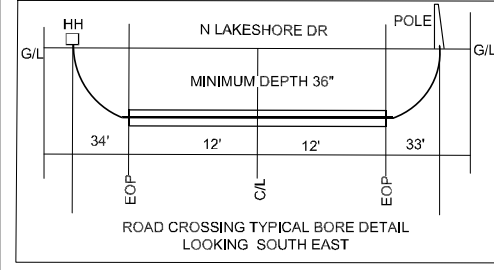 HH
N LAKESHORE DR
POLE
G/L
G/L
MINIMUM DEPTH 36"
34'
12'
12'
33'
EOP
C/L
EOP
ROAD CROSSING TYPICAL BORE DETAIL
LOOKING SOUTH EAST